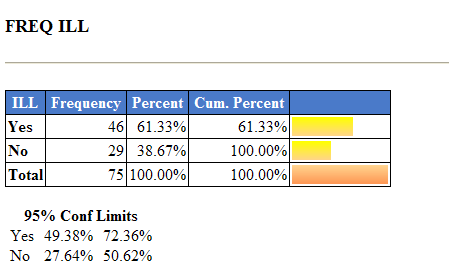 FREQ ILL
ILL Frequency Percent Cum. Percent
Yes 46 61.33% 61.33%
No 29 38.67% 100.00%
Total 75 100.00% 100.00%
95% Conf Limits
Yes 49.38% 72.36%
No 27.64% 50.62%